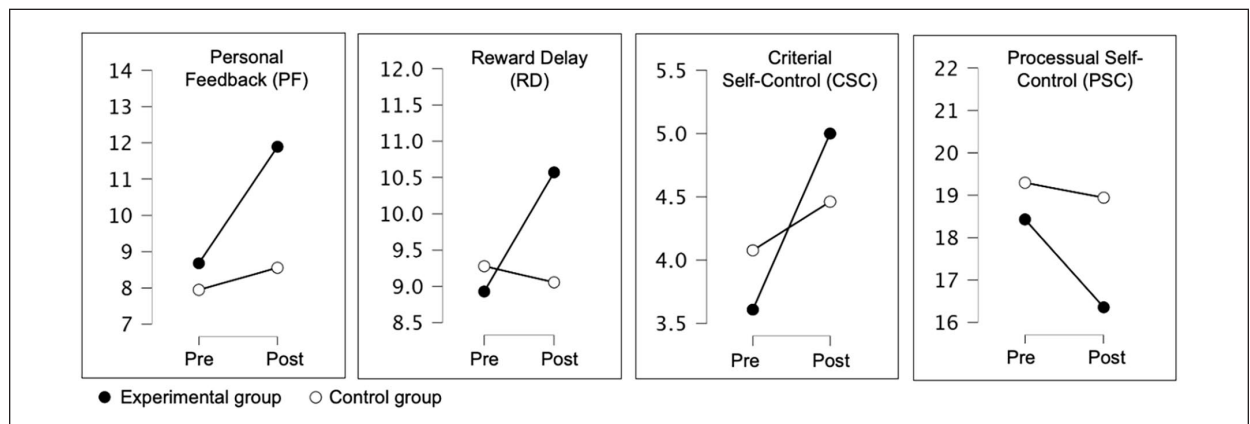 Personal
Feedback (PF)
14
13
12
11
10
9
8
7
Pre Post
Reward Delay
(RD)
12.0
11.5
11.0
10.5
10.0
9.5
9.0
8.5
Pre Post
Criterial
Self-Control (CSC)
5.5
5.0
4.5
4.0
3.5
Pre Post
Processual Self-
Control (PSC)
22
21
20
19
18
17
16
Pre Post
Experimental group Control group